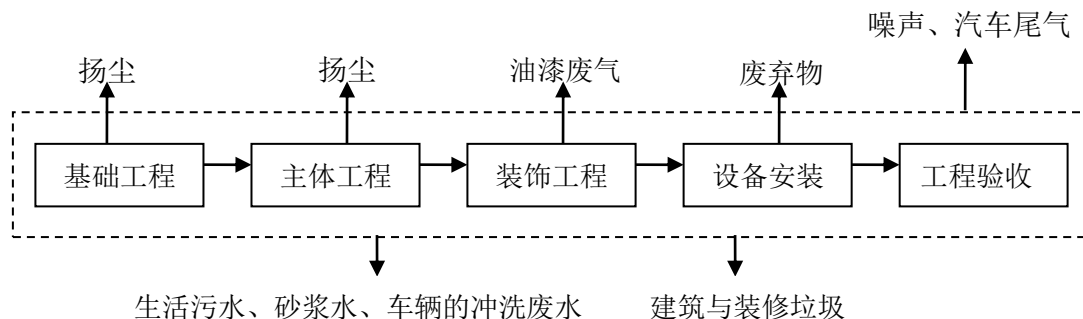 噪声、汽车尾气
扬尘 扬尘 油漆废气 废弃物
基础工程 主体工程 装饰工程 设备安装 工程验收
生活污水、砂浆水、车辆的冲洗废水 建筑与装修垃圾